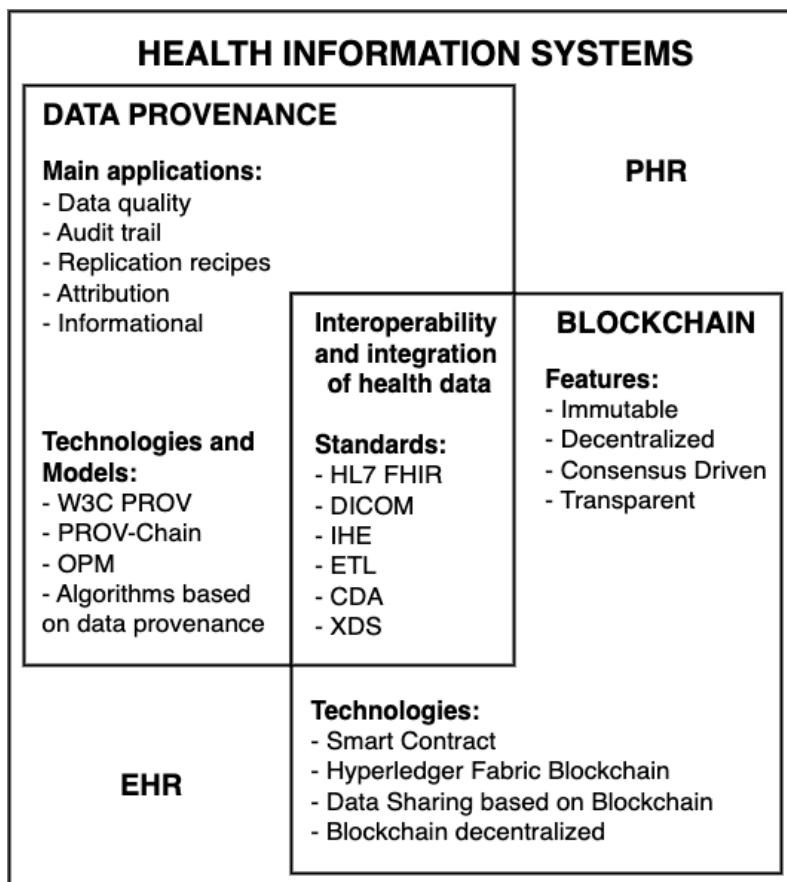 HEALTH INFORMATION SYSTEMS
DATA PROVENANCE
Main applications:
- Data quality
- Audit trail
- Replication recipes
- Attribution
- Informational
Technologies and
Models:
- W3C PROV
- PROV-Chain
- OPM
- Algorithms based
on data provenance
PHR
Interoperability
and integration
of health data
Standards:
- HL7 FHIR
- DICOM
- IHE
- ETL
- CDA
- XDS
BLOCKCHAIN
Features:
- Immutable
- Decentralized
- Consensus Driven
- Transparent
Technologies:
- Smart Contract
- Hyperledger Fabric Blockchain
- Data Sharing based on Blockchain
- Blockchain decentralized
EHR